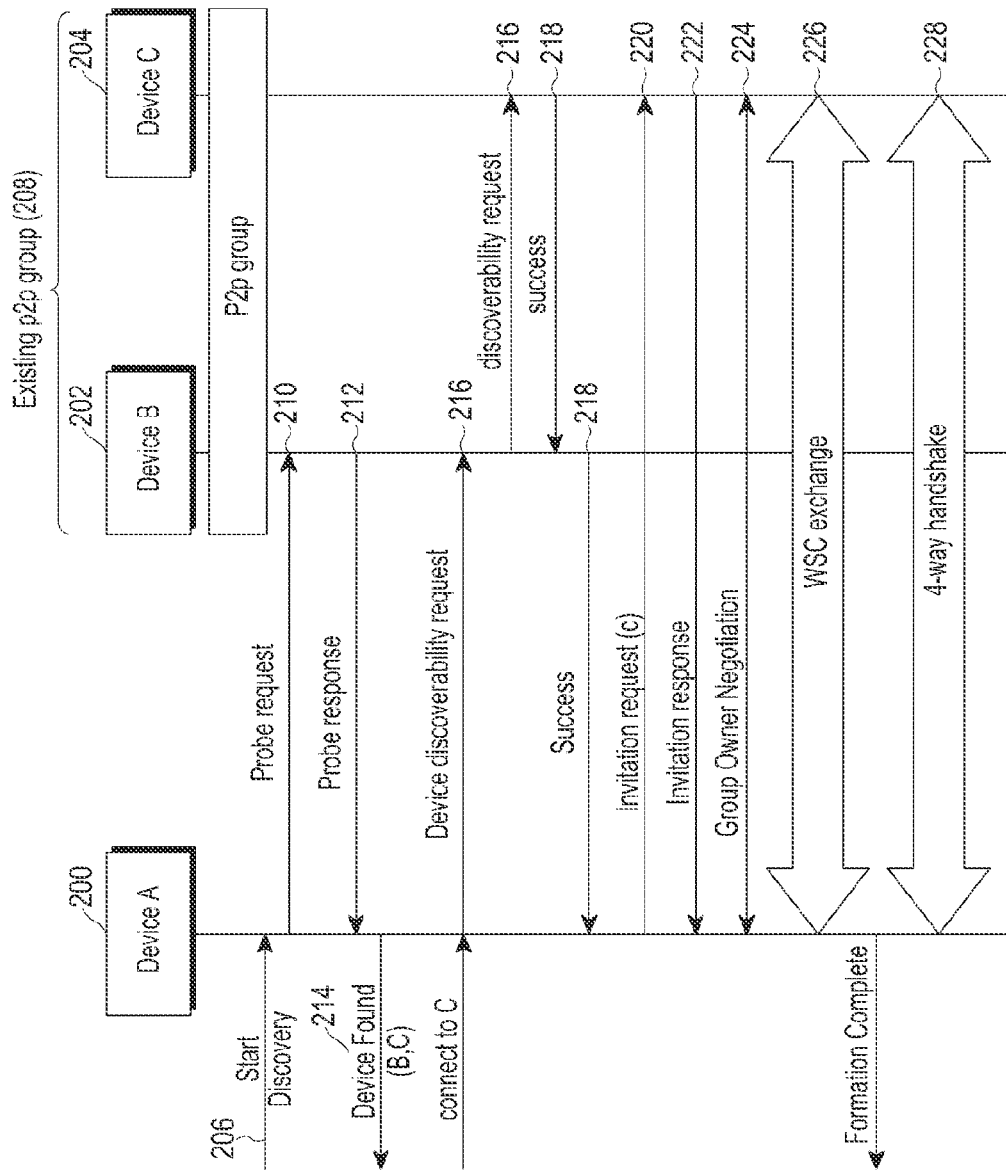 Existing p2p group (208)
200
202
204
Device A
Device B
Device C
P2p group
206
Start
Discovery
Probe request
210
Probe response
212
214
Device Found
(B,C)
connect to C
Device discoverability request
216
discoverability request
216
success
218
Success
218
invitation request (c)
220
Invitation response
222
Group Owner Negotiation
224
WSC exchange
226
Formation Complete
4-way handshake
228